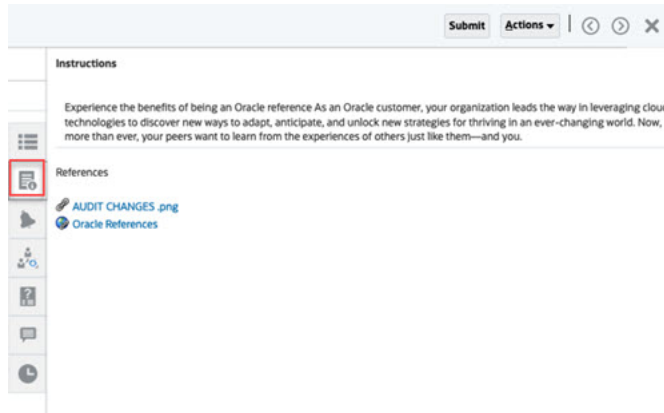 Submit Actions
Instructions
Experience the benefits of being an Oracle reference As an Oracle customer, your organization leads the way in leveraging clou
technologies to discover new ways to adapt, anticipate, and unlock new strategies for thriving in an ever-changing world. Now,
more than ever, your peers want to learn from the experiences of others just like them—and you.
References
AUDIT CHANGES .png
Oracle References